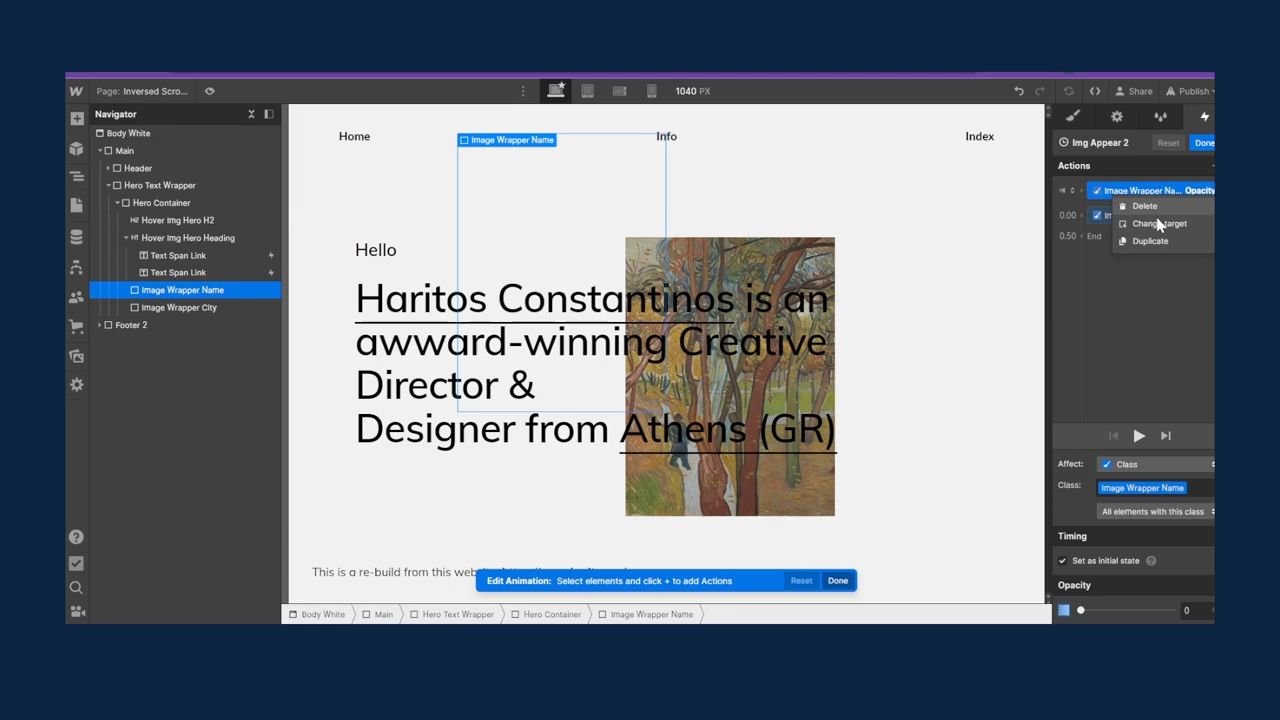 Page: Inversed Scro...
1040 PX
Share
Publish
Navigator
Body White
Main
Header
Hero Text Wrapper
Hero Container
H2 Hover Img Hero H2
H1 Hover Img Hero Heading
Text Span Link
Text Span Link
Image Wrapper Name
Image Wrapper City
Footer 2
Home
Image Wrapper Name
Info
Index
Hello
Haritos Constantinos is an
awward-winning Creative
Director &
Designer from Athens (GR)
This is a re-build from this
Edit Animation: Select elements and click + to add Actions
Reset
Done
Body White
Main
Hero Text Wrapper
Hero Container
Image Wrapper Name
Img Appear 2
Reset
Done
Actions
Image Wrapper Na... Opacity
Delete
0.00
Change target
0.50 End
Duplicate
Affect:
Class
Class:
Image Wrapper Name
All elements with this class
Timing
Set as initial state
Opacity
0